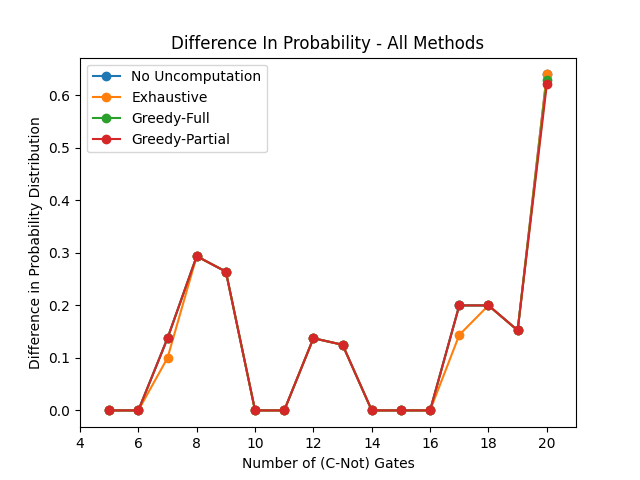 Difference In Probability - All Methods
No Uncomputation
Exhaustive
Greedy-Full
Greedy-Partial
Difference in Probability Distribution
0.6
0.5
0.4
0.3
0.2
0.1
0.0
4 6 8 10 12 14 16 18 20
Number of (C-Not) Gates